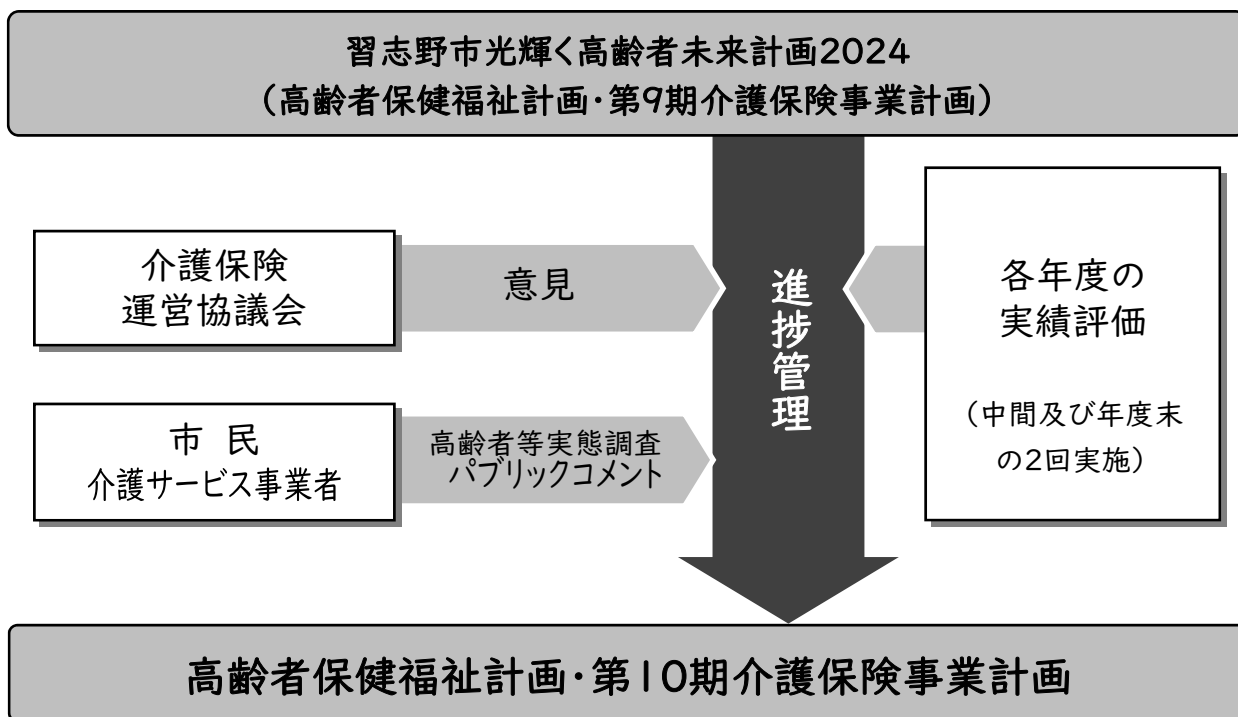 習志野市光輝く高齢者未来計画2024
(高齢者保健福祉計画・第9期介護保険事業計画)
介護保険
運営協議会
意見
進捗管理
各年度の
実績評価
(中間及び年度末
の2回実施)
市 民
介護サービス事業者
高齢者等実態調査
パブリックコメント
高齢者保健福祉計画・第10期介護保険事業計画